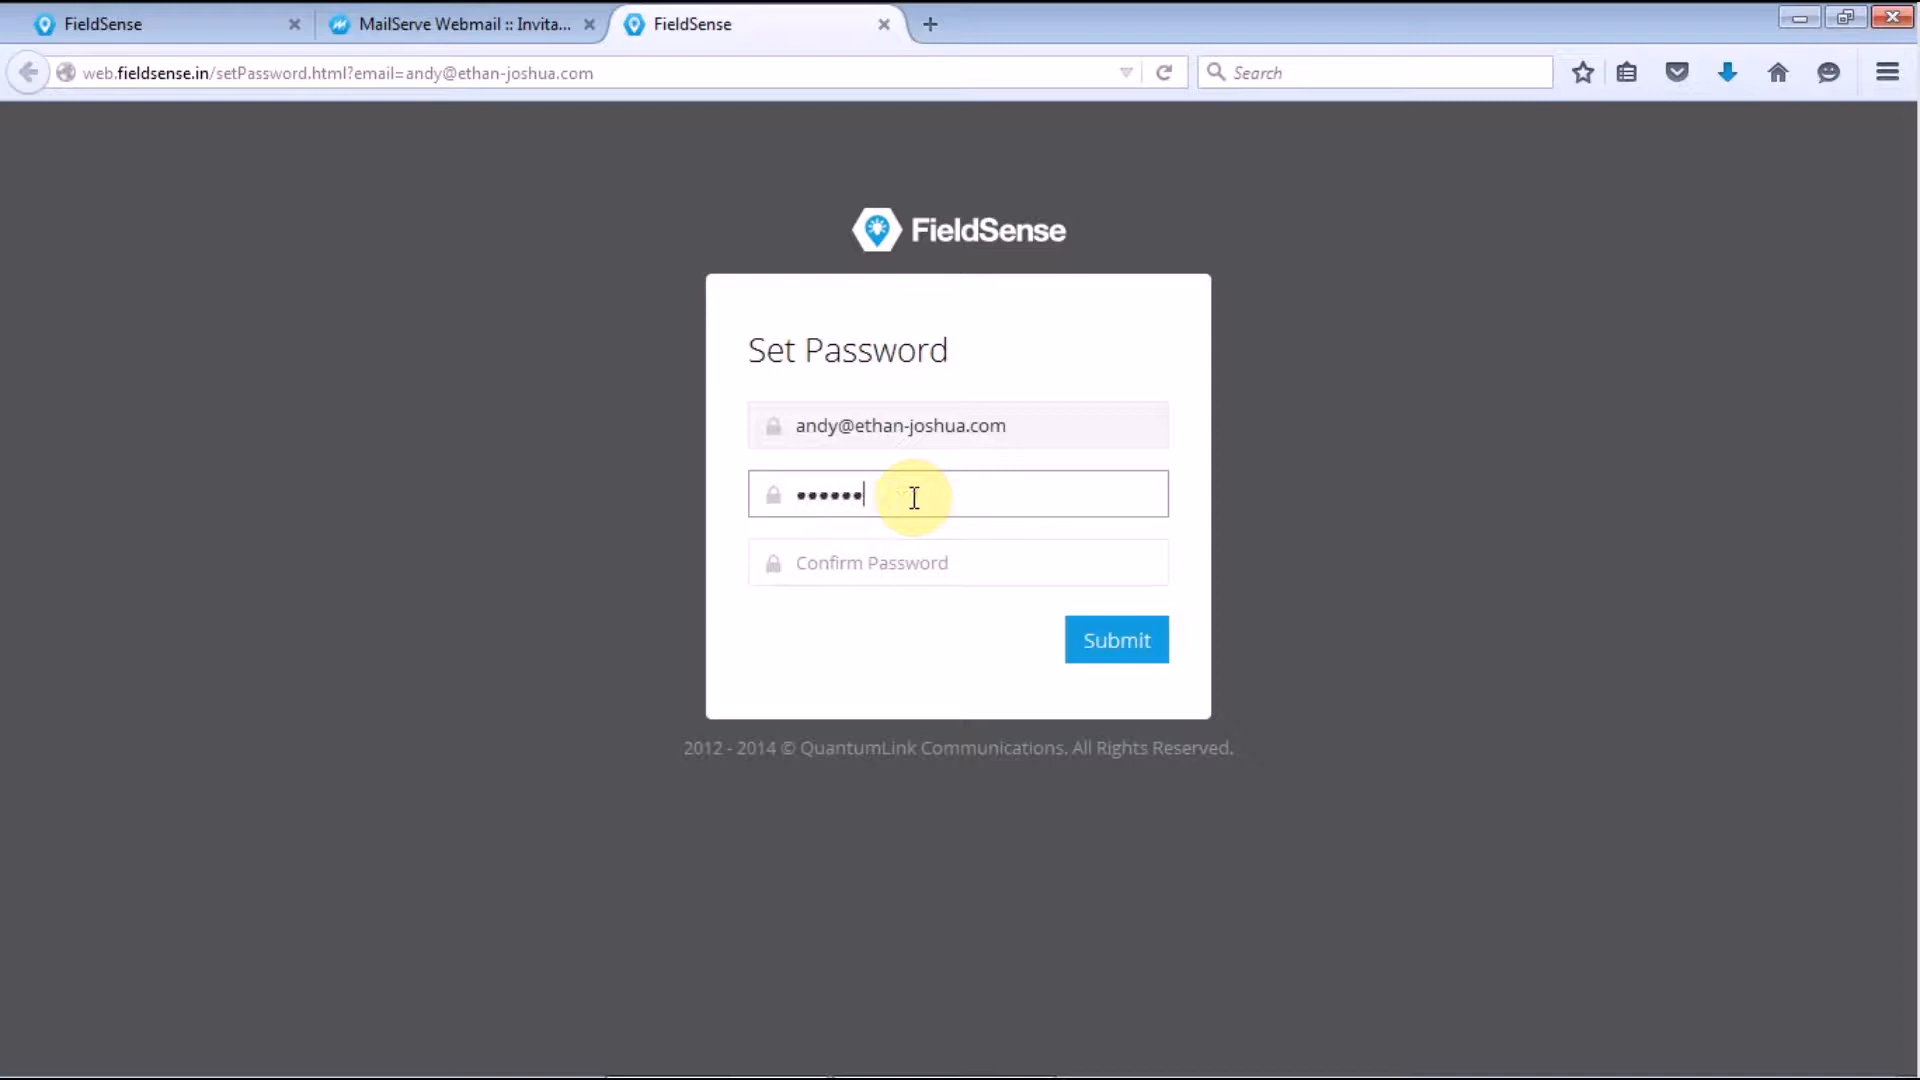 FieldSense
MailServe Webmail :: Invita...
FieldSense
web.fieldsense.in/setPassword.html?email=andy@ethan-joshua.com
Search
FieldSense
Set Password
andy@ethan-joshua.com
••••••
Confirm Password
Submit
2012 - 2014 © QuantumLink Communications. All Rights Reserved.